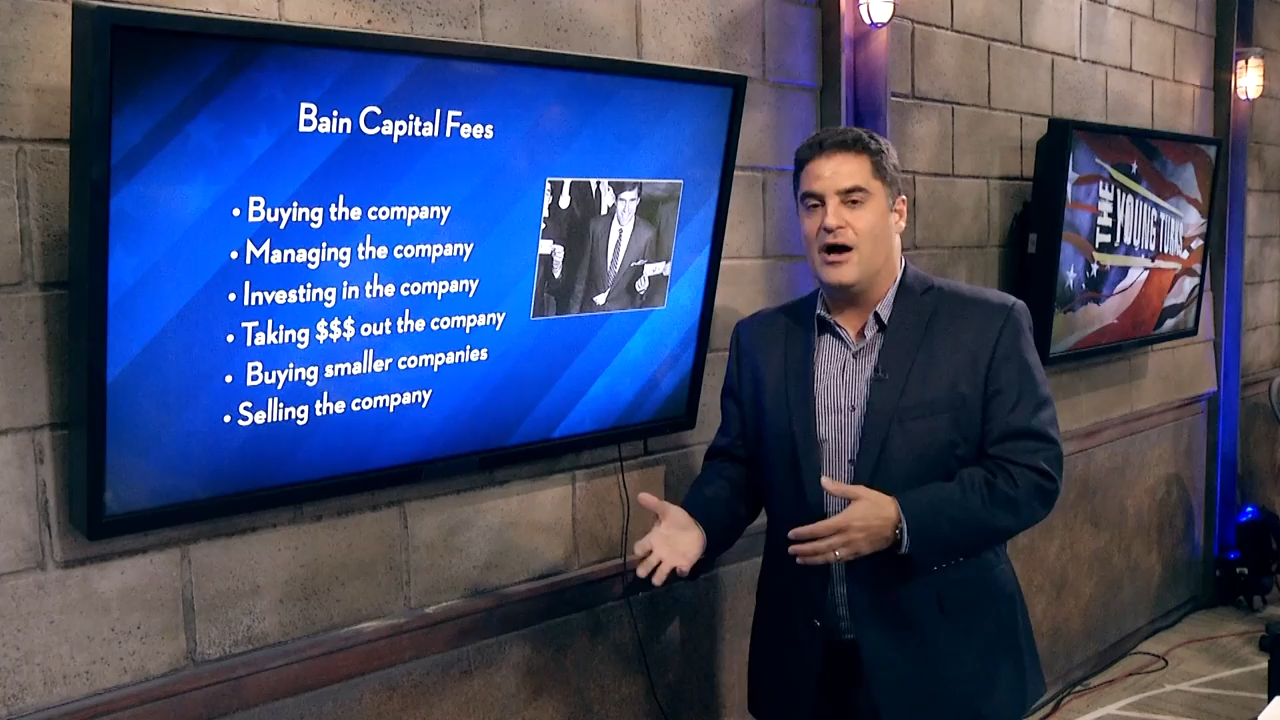 Bain Capital Fees
• Buying the company
• Managing the company
• Investing in the company
• Taking $$$ out the company
• Buying smaller companies
• Selling the company
THE
YOUNG TURKS